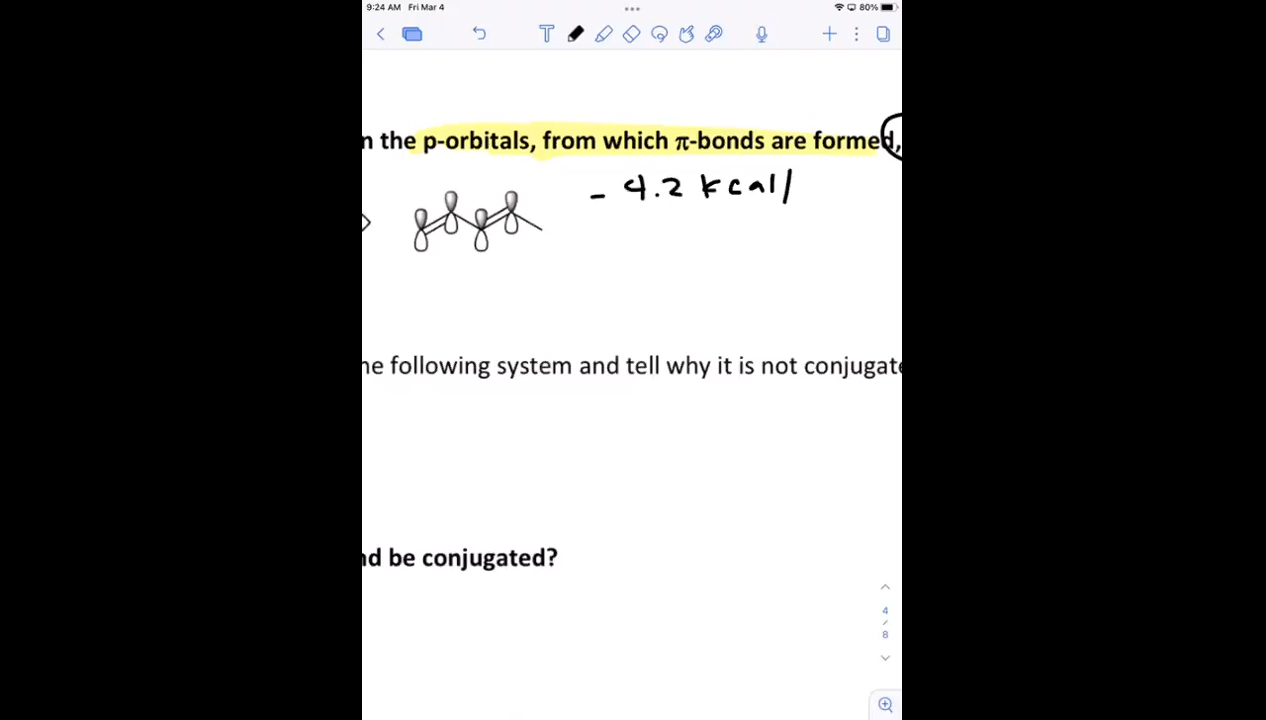 9:24 AM Fri Mar 4 80%
n the p-orbitals, from which π-bonds are formed,
- 4.2 kcal/
he following system and tell why it is not conjugate
nd be conjugated?
4
/
8